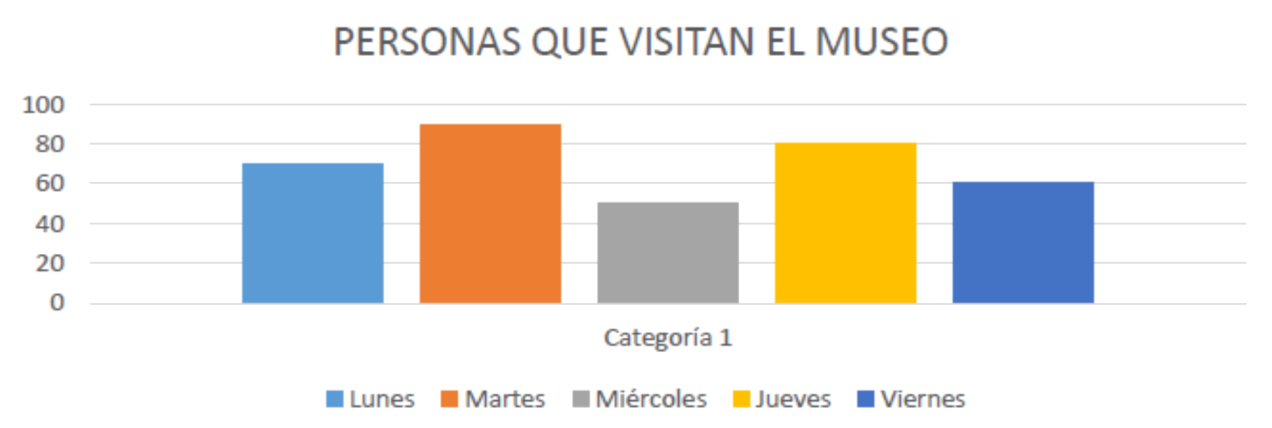 PERSONAS QUE VISITAN EL MUSEO
100
80
60
40
20
0
Categoría 1
Lunes Martes Miércoles Jueves Viernes